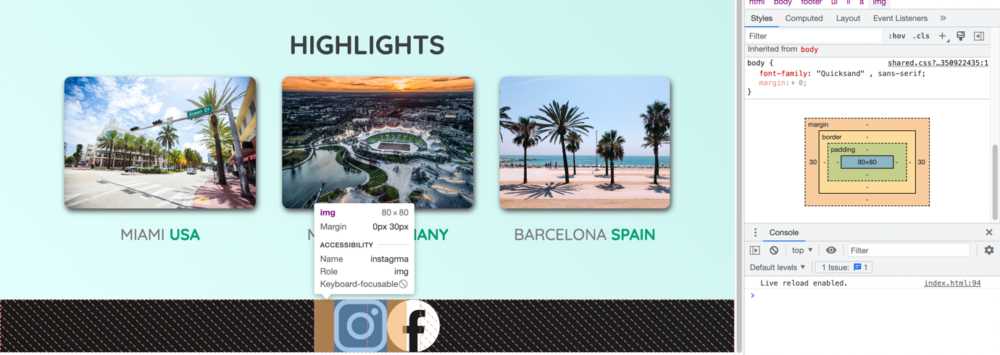 HIGHLIGHTS
Ocean Dr
MIAMI USA
M
ANY
BARCELONA SPAIN
img 80 × 80
Margin 0px 30px
ACCESSIBILITY
Name instagrma
Role img
Keyboard-focusable
html body footer ul li a img
Styles Computed Layout Event Listeners »
Filter :hov .cls +
Inherited from body
body { shared.css?…350922435:1
font-family: "Quicksand" , sans-serif;
margin: 0;
}
margin -
border -
padding -
30 - - 80×80 - - 30
-
-
-
Console
top Filter
Default levels 1 Issue: 1
Live reload enabled. index.html:94